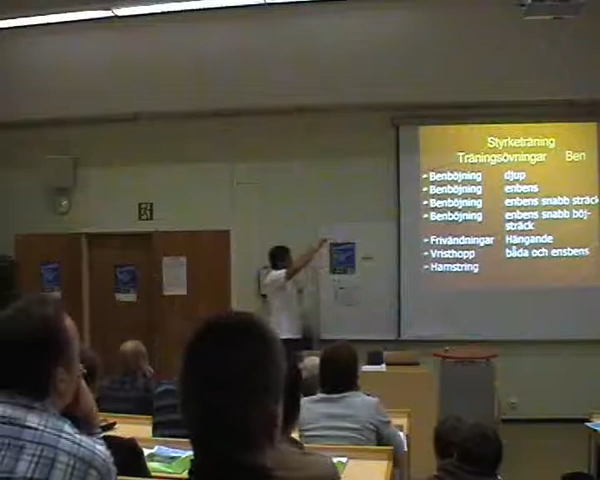 Styrketräning
Träningsövningar Ben
- Benböjning djup
- Benböjning enbens
- Benböjning enbens snabb sträck
- Benböjning enbens snabb böj-
sträck
- Frivändningar Hängande
- Vristhopp båda och ensbens
- Hamstring